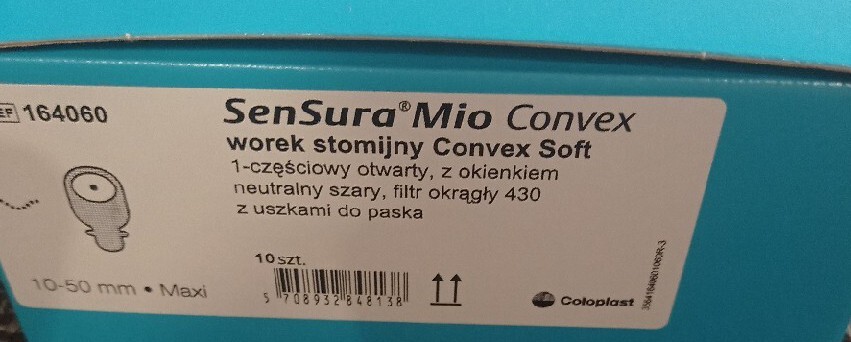 REF 164060
SenSura® Mio Convex
worek stomijny Convex Soft
1-częściowy otwarty, z okienkiem
neutralny szary, filtr okrągły 430
z uszkami do paska
10 szt.
10-50 mm • Maxi
5 708932 848138
Coloplast